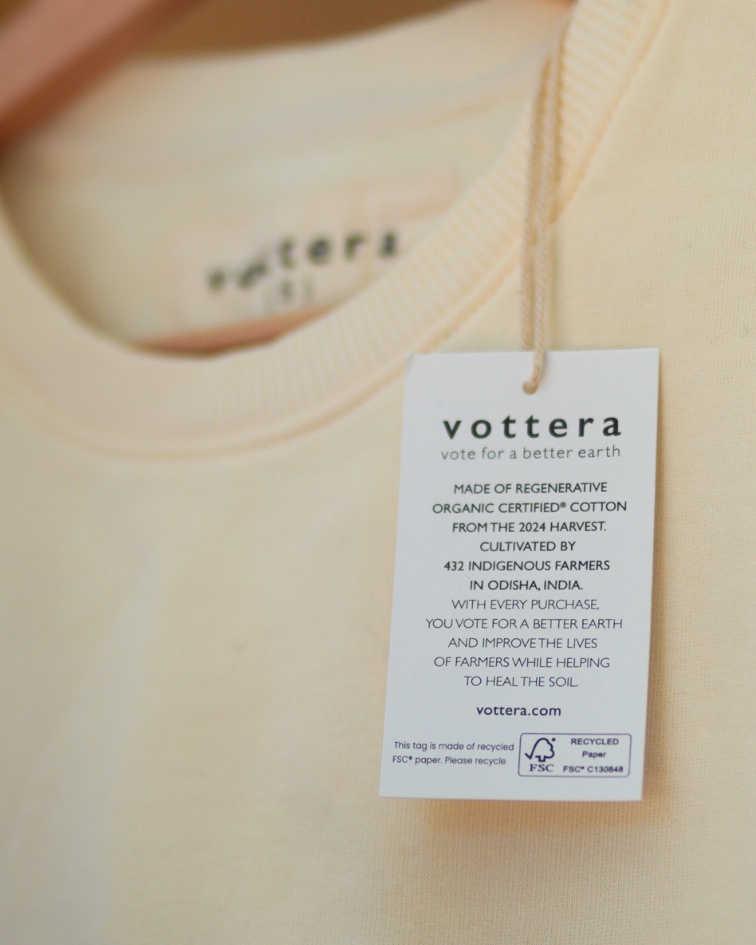 vottera
vottera
vote for a better earth
MADE OF REGENERATIVE
ORGANIC CERTIFIED® COTTON
FROM THE 2024 HARVEST.
CULTIVATED BY
432 INDIGENOUS FARMERS
IN ODISHA, INDIA.
WITH EVERY PURCHASE,
YOU VOTE FOR A BETTER EARTH
AND IMPROVE THE LIVES
OF FARMERS WHILE HELPING
TO HEAL THE SOIL.
vottera.com
This tag is made of recycled
FSC® paper. Please recycle
FSC
RECYCLED
Paper
FSC® C130848